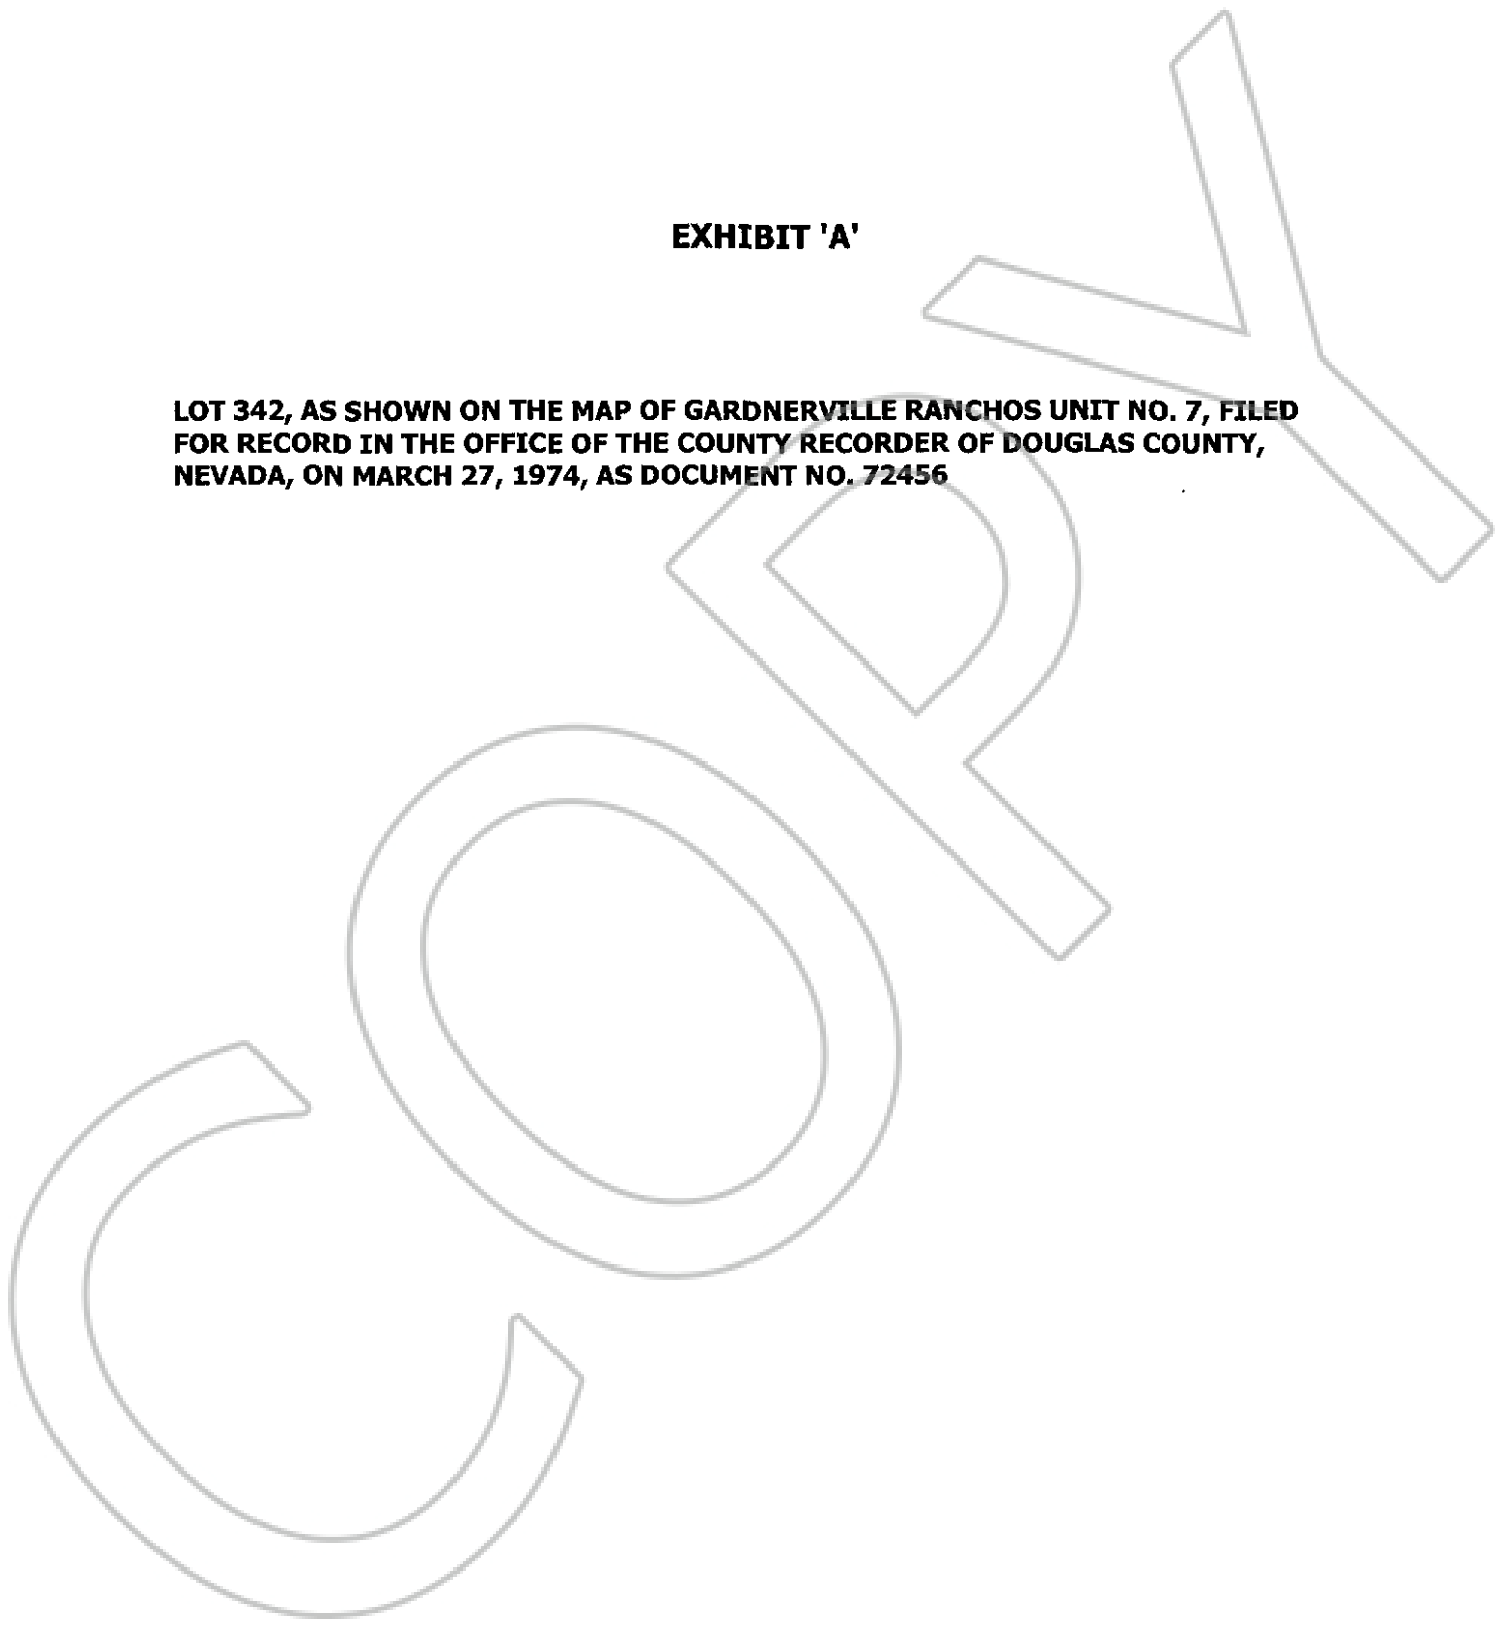 EXHIBIT 'A'
LOT 342, AS SHOWN ON THE MAP OF GARDNERVILLE RANCHOS UNIT NO. 7, FILED
FOR RECORD IN THE OFFICE OF THE COUNTY RECORDER OF DOUGLAS COUNTY,
NEVADA, ON MARCH 27, 1974, AS DOCUMENT NO. 72456
COPY